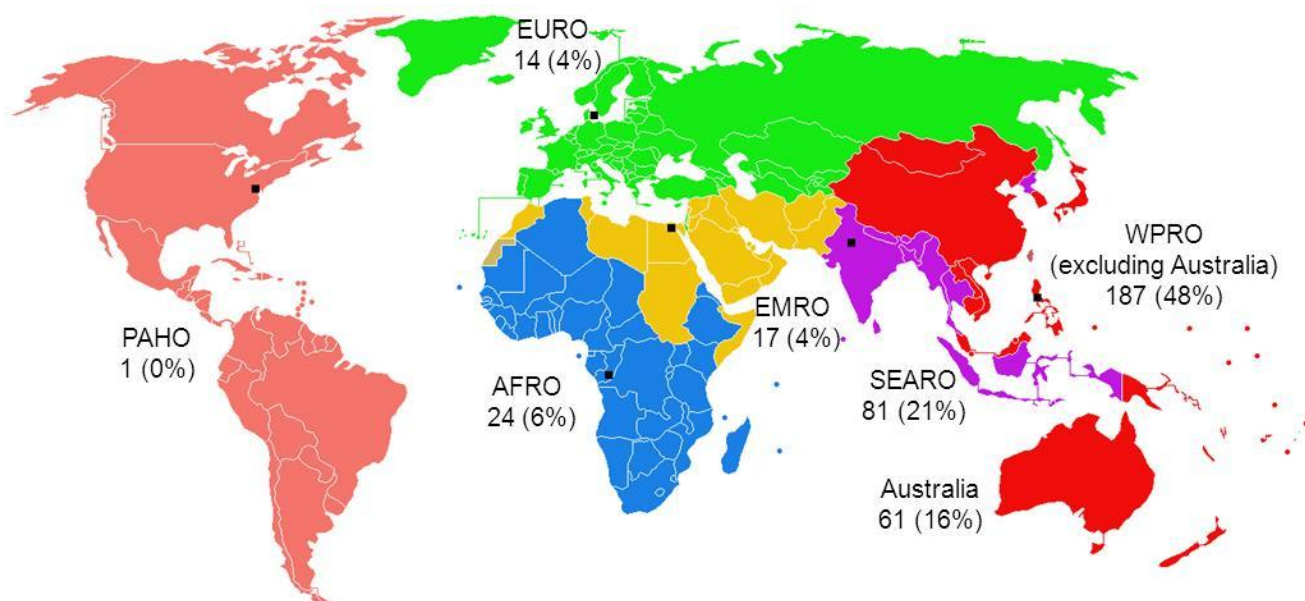 EURO
14 (4%)
WPRO
(excluding Australia)
187 (48%)
EMRO
17 (4%)
PAHO
1 (0%)
AFRO
24 (6%)
SEARO
81 (21%)
Australia
61 (16%)